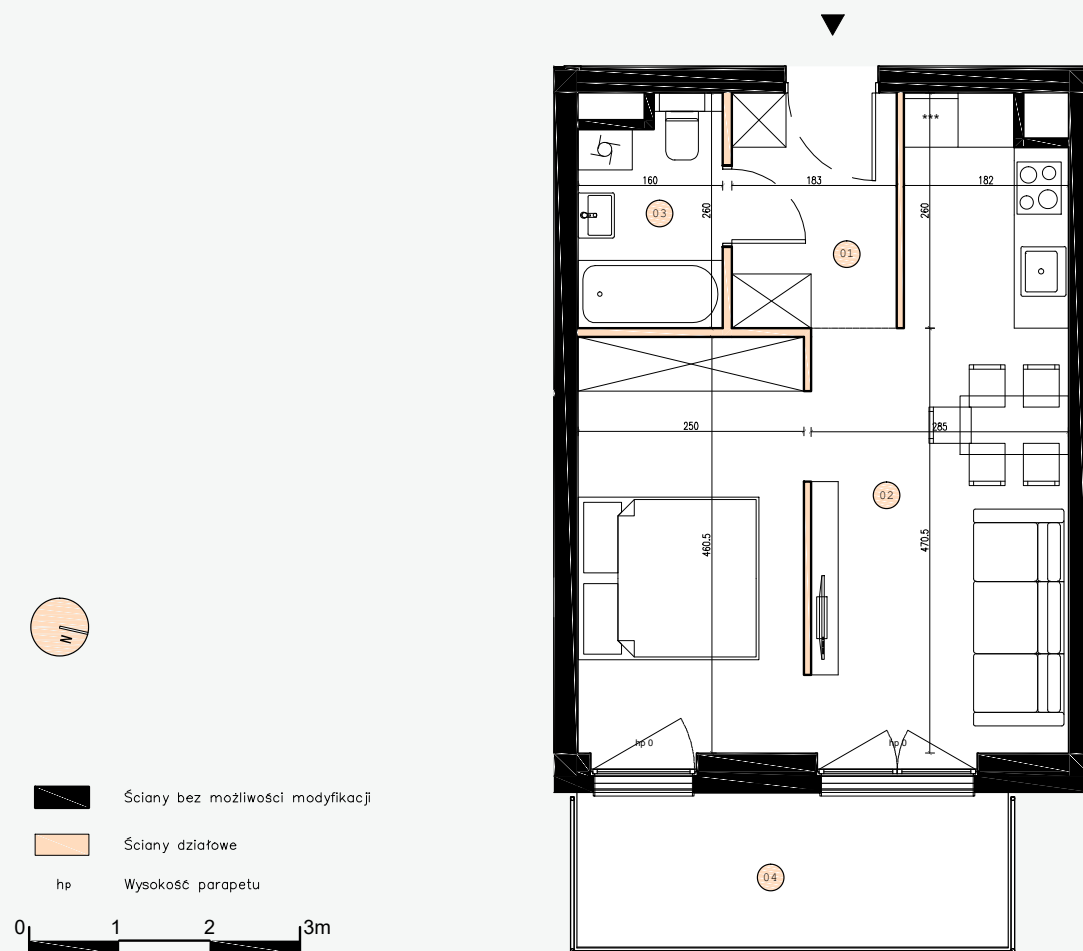 ***
160
183
182
03
260
260
01
250
285
02
460.5
470.5
N
hp 0
hp 0
Ściany bez możliwości modyfikacji
Ściany działowe
hp Wysokość parapetu
04
0 1 2 3m